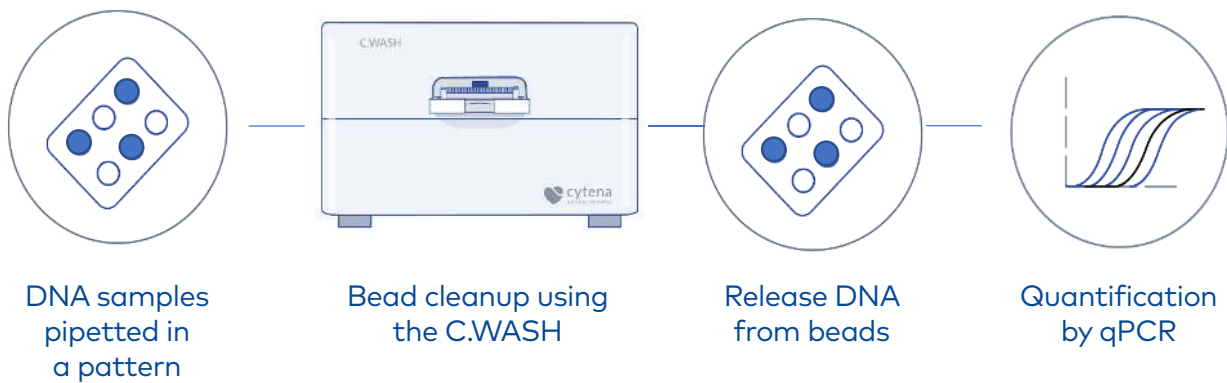 C.WASH
cytena
DNA samples
pipetted in
a pattern
Bead cleanup using
the C.WASH
Release DNA
from beads
Quantification
by qPCR